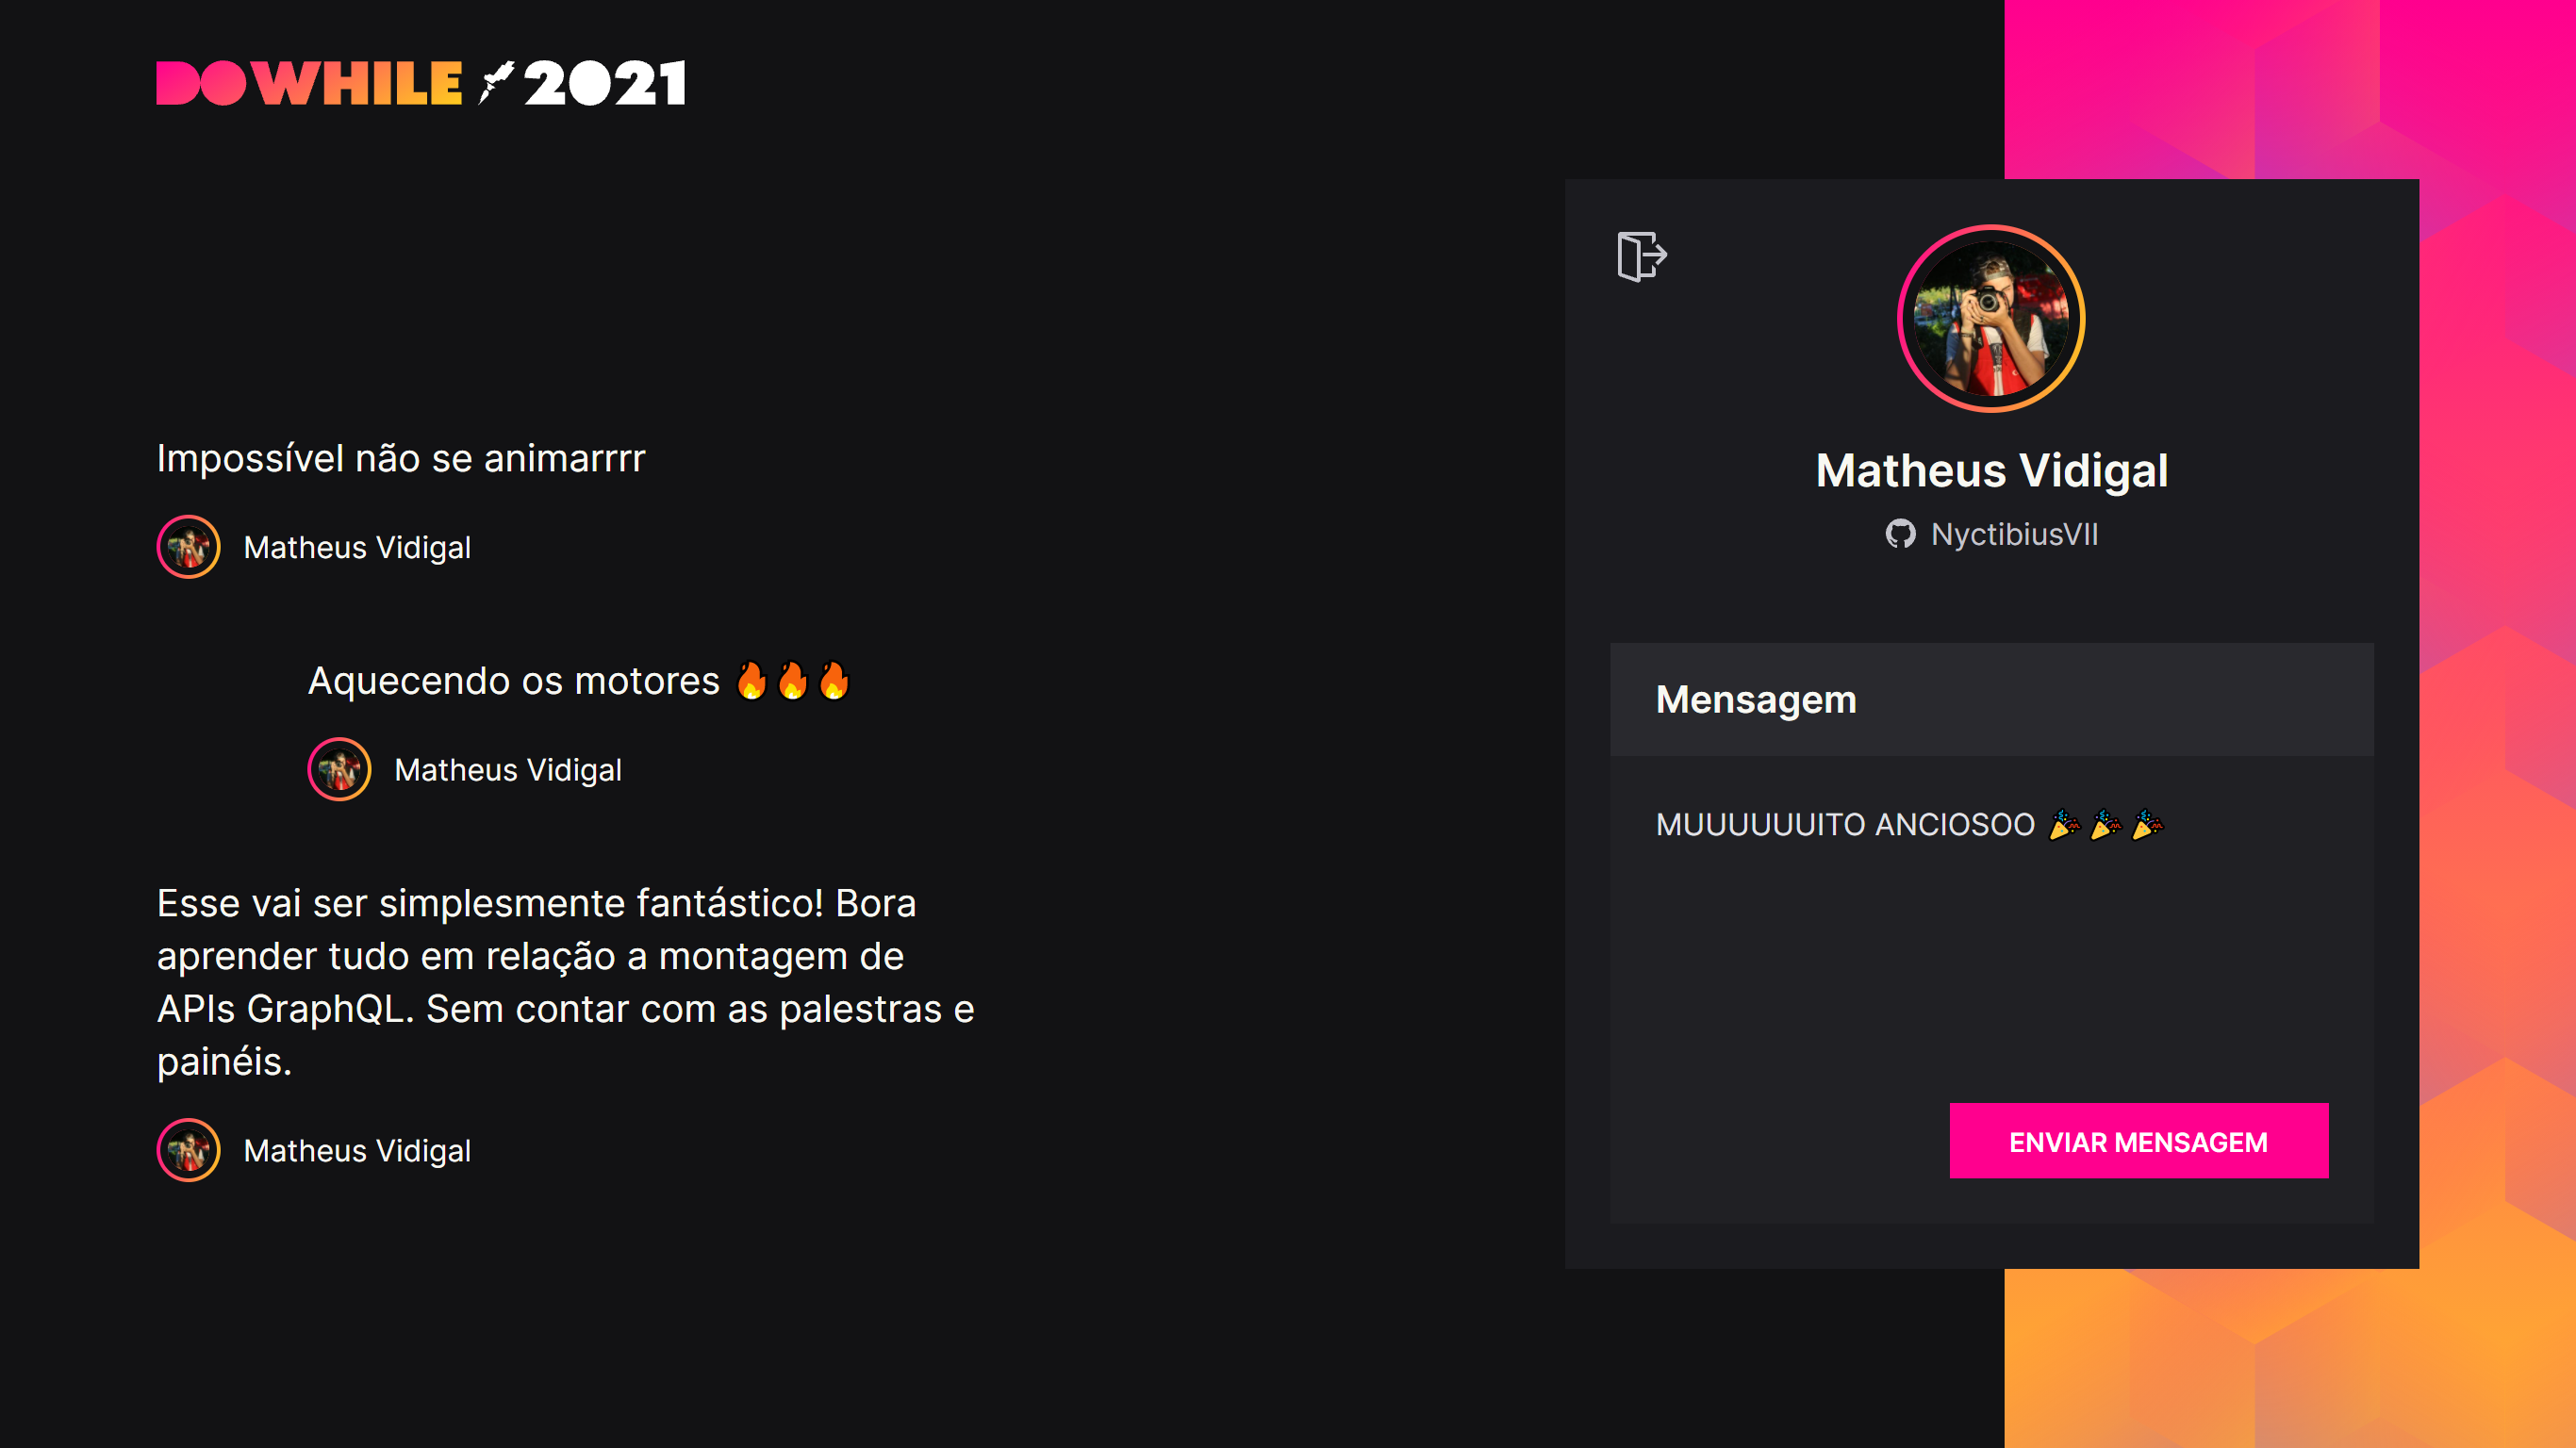 DOWHILE 2021
Impossível não se animarrrr
Matheus Vidigal
Aquecendo os motores 🔥🔥🔥
Matheus Vidigal
Esse vai ser simplesmente fantástico! Bora
aprender tudo em relação a montagem de
APIs GraphQL. Sem contar com as palestras e
painéis.
Matheus Vidigal
Matheus Vidigal
NyctibiusVII
Mensagem
MUUUUUUITO ANCIOSOO 🎉🎉🎉
ENVIAR MENSAGEM